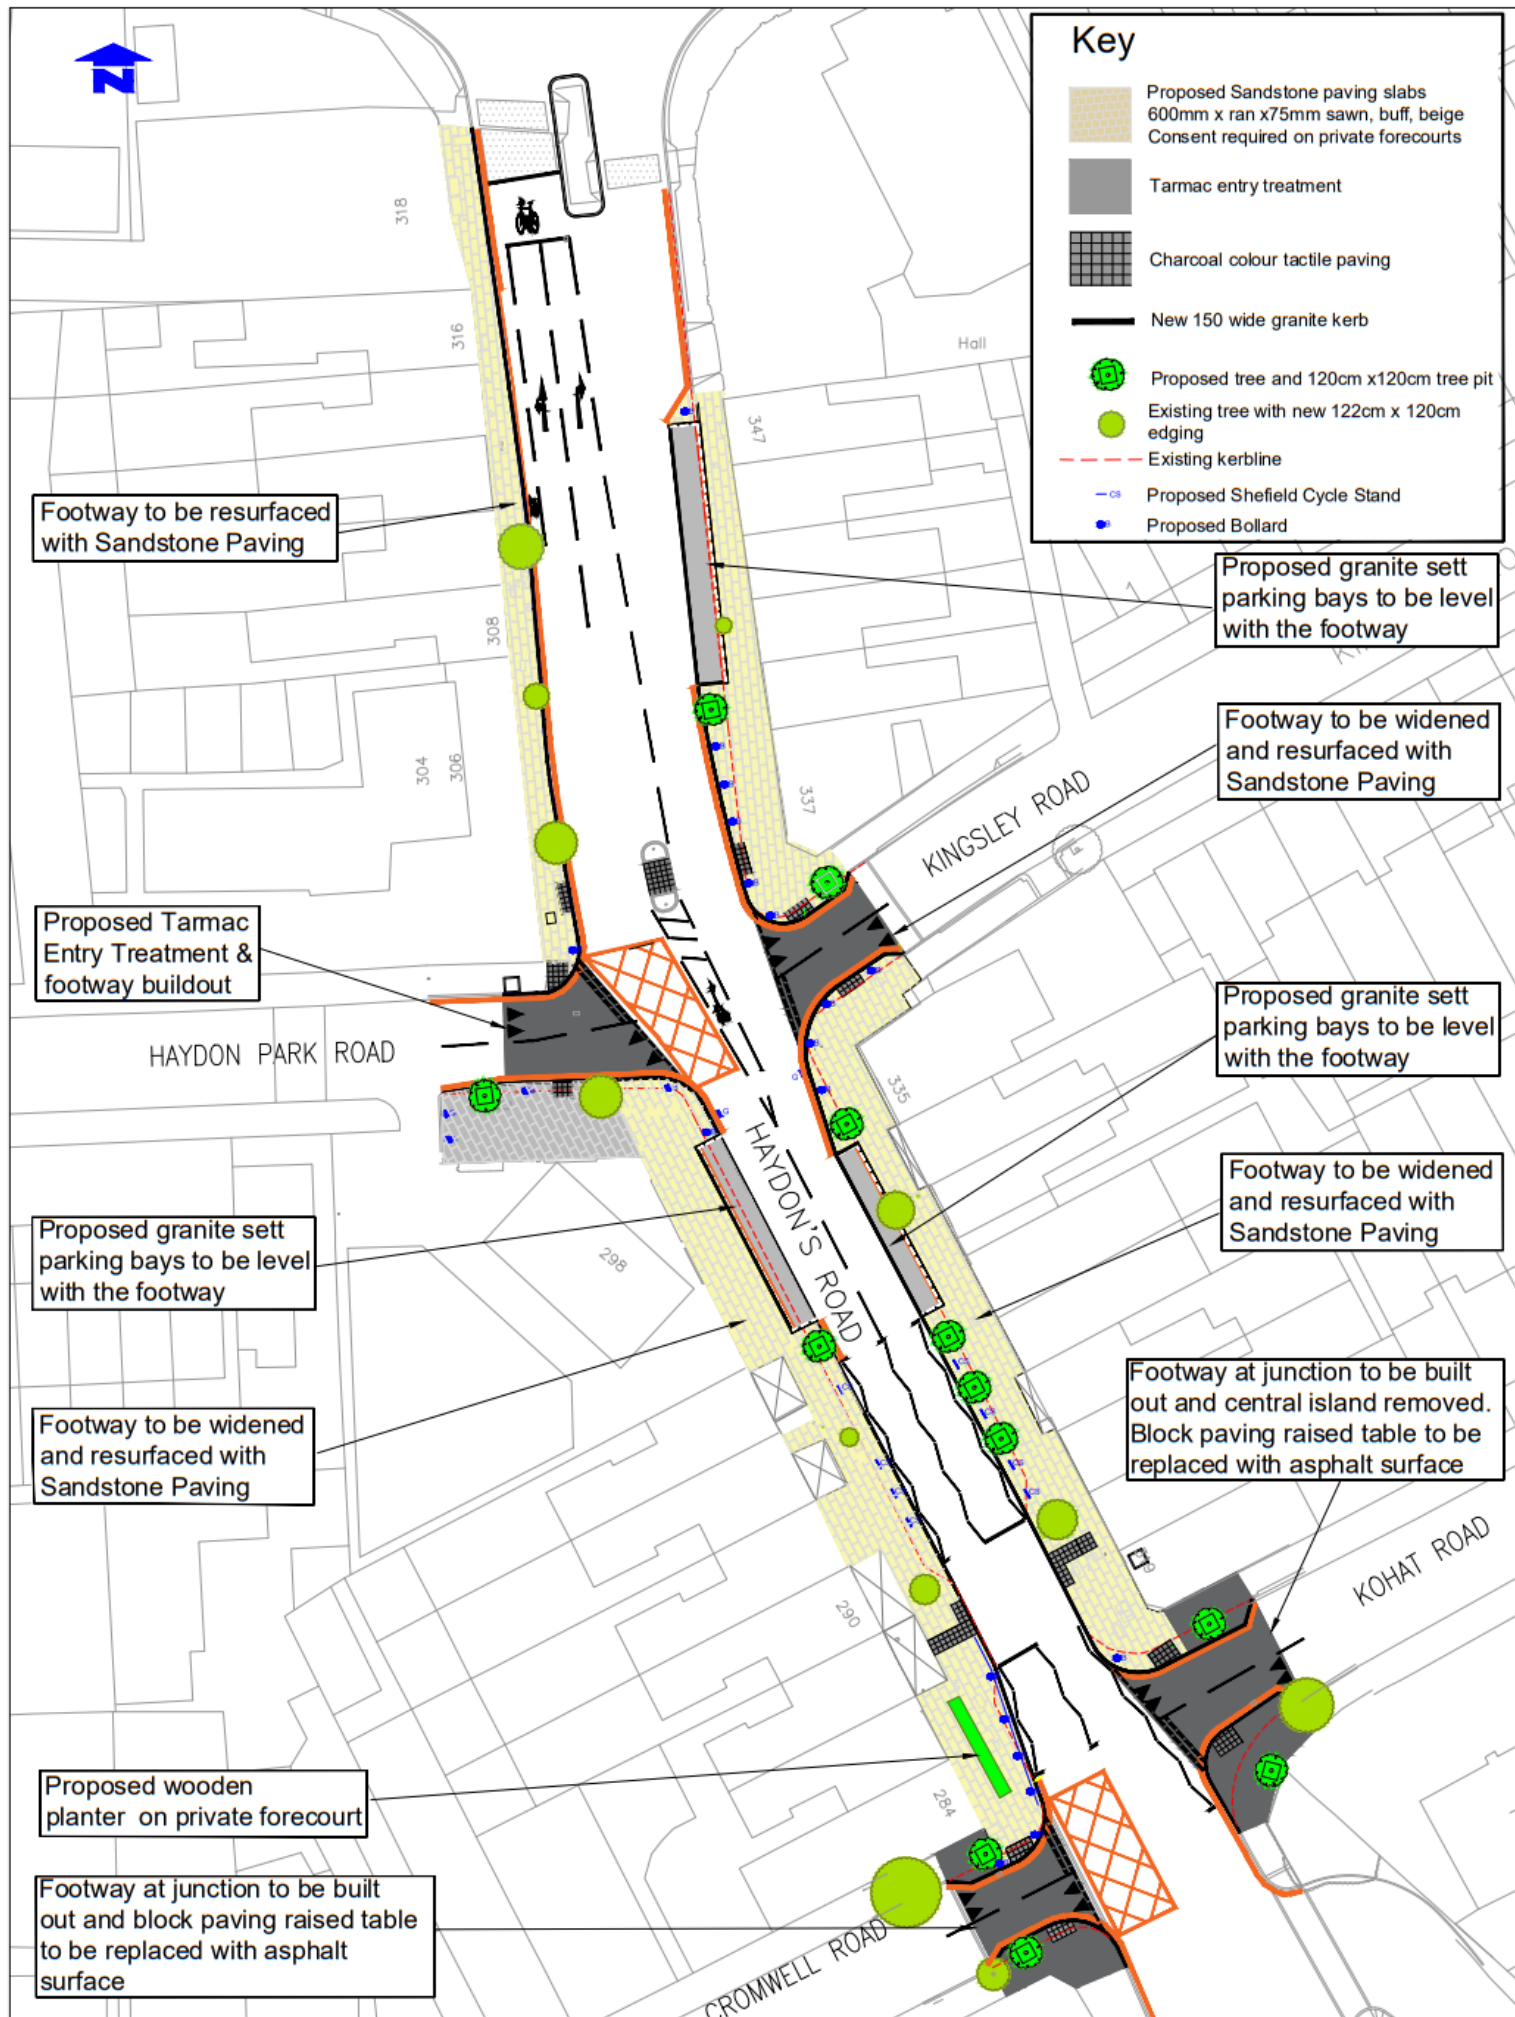 N
Key
Proposed Sandstone paving slabs
600mm x ran x75mm sawn, buff, beige
Consent required on private forecourts
Tarmac entry treatment
Charcoal colour tactile paving
New 150 wide granite kerb
Proposed tree and 120cm x120cm tree pit
Existing tree with new 122cm x 120cm
edging
Existing kerbline
CS
Proposed Shefield Cycle Stand
B
Proposed Bollard
318
316
Hall
347
Footway to be resurfaced
with Sandstone Paving
Proposed granite sett
parking bays to be level
with the footway
1
308
Footway to be widened
and resurfaced with
Sandstone Paving
304
306
337
KINGSLEY ROAD
Proposed Tarmac
Entry Treatment &
footway buildout
HAYDON PARK ROAD
Proposed granite sett
parking bays to be level
with the footway
335
HAYDON'S ROAD
Footway to be widened
and resurfaced with
Sandstone Paving
Proposed granite sett
parking bays to be level
with the footway
298
Footway to be widened
and resurfaced with
Sandstone Paving
Footway at junction to be built
out and central island removed.
Block paving raised table to be
replaced with asphalt surface
KOHAT ROAD
290
Proposed wooden
planter on private forecourt
284
Footway at junction to be built
out and block paving raised table
to be replaced with asphalt
surface
CROMWELL ROAD